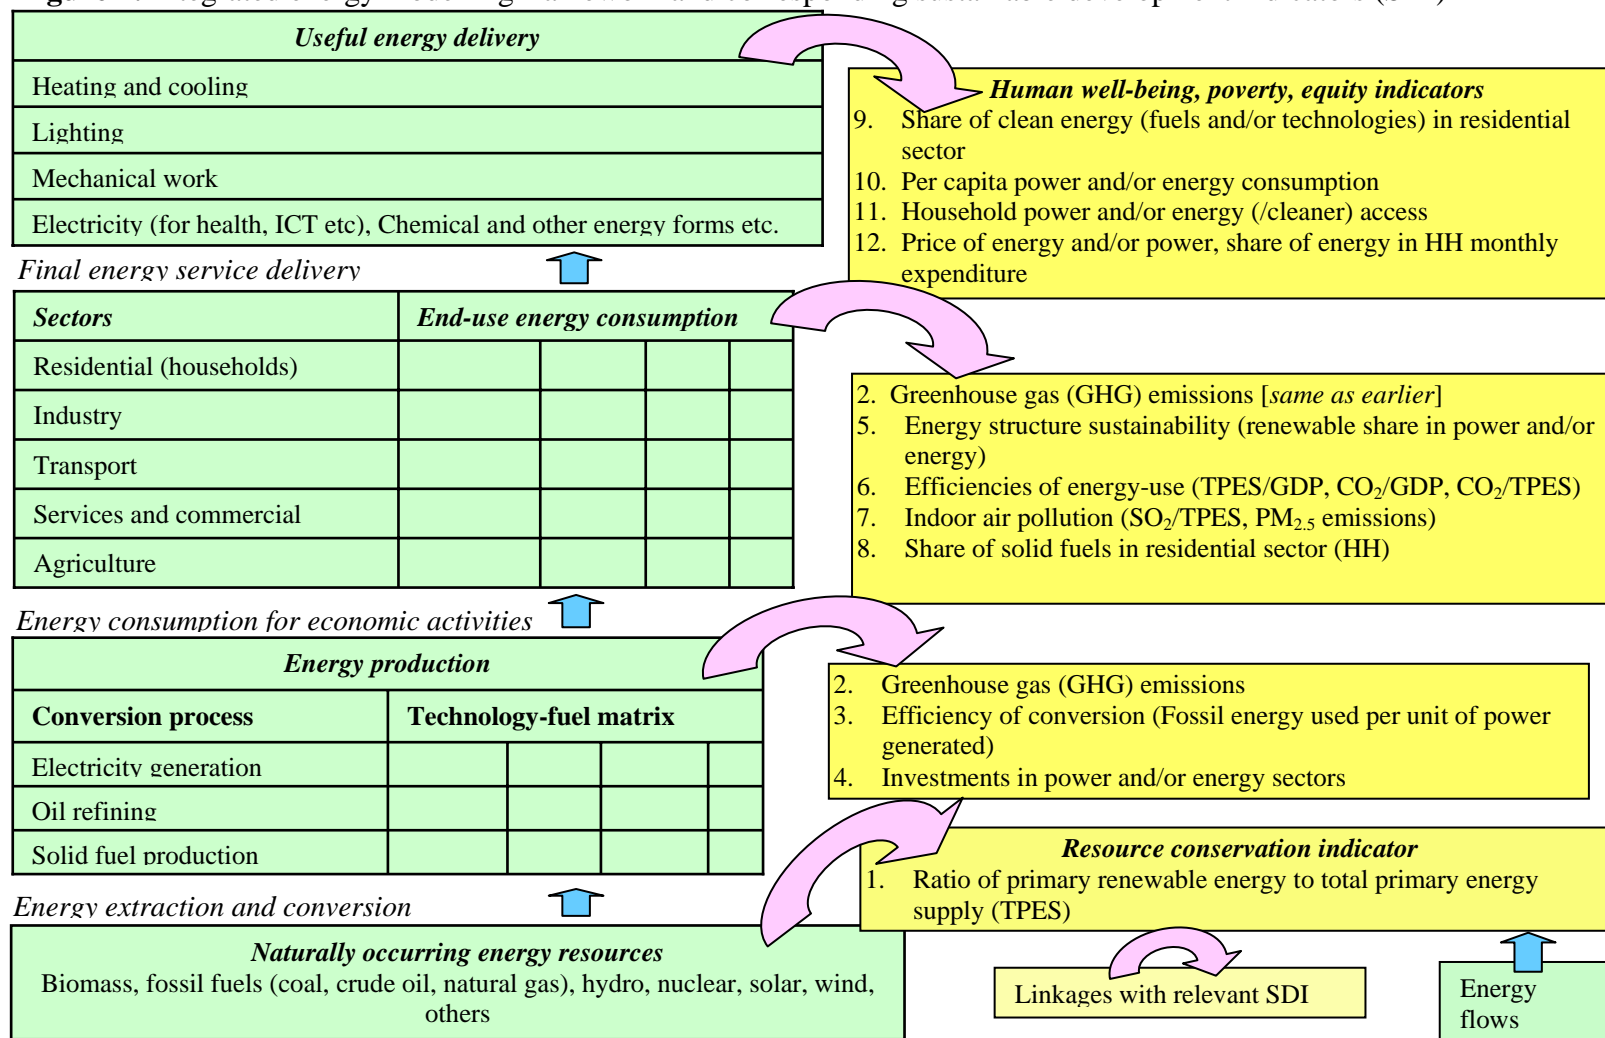 Useful energy delivery
Heating and cooling
Lighting
Mechanical work
Electricity (for health, ICT etc), Chemical and other energy forms etc.
Final energy service delivery
Human well-being, poverty, equity indicators
9. Share of clean energy (fuels and/or technologies) in residential
sector
10. Per capita power and/or energy consumption
11. Household power and/or energy (/cleaner) access
12. Price of energy and/or power, share of energy in HH monthly
expenditure
Sectors End-use energy consumption
Residential (households)
Industry
Transport
Services and commercial
Agriculture
Energy consumption for economic activities
2. Greenhouse gas (GHG) emissions [same as earlier]
5. Energy structure sustainability (renewable share in power and/or
energy)
6. Efficiencies of energy-use (TPES/GDP, CO2/GDP, CO2/TPES)
7. Indoor air pollution (SO2/TPES, PM2.5 emissions)
8. Share of solid fuels in residential sector (HH)
Energy production
Conversion process Technology-fuel matrix
Electricity generation
Oil refining
Solid fuel production
Energy extraction and conversion
2. Greenhouse gas (GHG) emissions
3. Efficiency of conversion (Fossil energy used per unit of power
generated)
4. Investments in power and/or energy sectors
Resource conservation indicator
1. Ratio of primary renewable energy to total primary energy
supply (TPES)
Naturally occurring energy resources
Biomass, fossil fuels (coal, crude oil, natural gas), hydro, nuclear, solar, wind,
others
Linkages with relevant SDI
Energy
flows